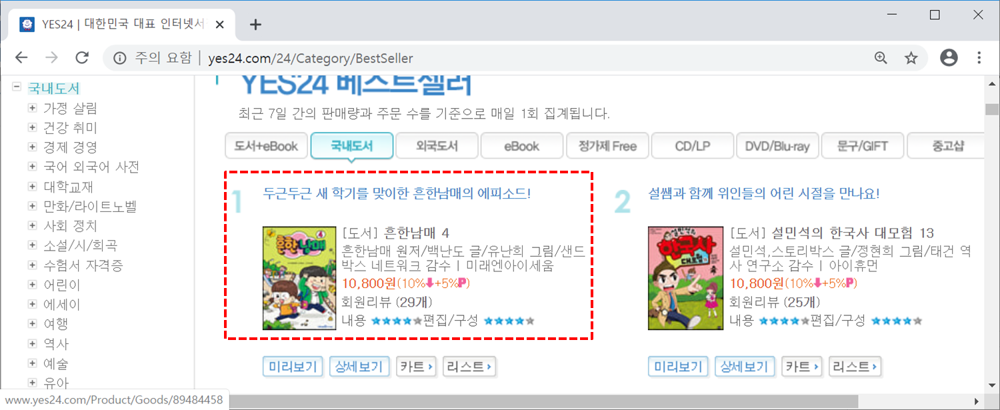 YES24 | 대한민국 대표 인터넷서
주의 요함 | yes24.com/24/Category/BestSeller
국내도서
가정 살림
건강 취미
경제 경영
국어 외국어 사전
대학교재
만화/라이트노벨
사회 정치
소설/시/희곡
수험서 자격증
어린이
에세이
여행
역사
예술
유아
YES24 베스트셀러
최근 7일 간의 판매량과 주문 수를 기준으로 매일 1회 집계됩니다.
도서+eBook 국내도서 외국도서 eBook 정가제 Free CD/LP DVD/Blu-ray 문구/GIFT 중고샵
1 두근두근 새 학기를 맞이한 흔한남매의 에피소드!
흔한남매 4
[도서] 흔한남매 4
흔한남매 원저/백난도 글/유난희 그림/샌드
박스 네트워크 감수 | 미래엔아이세움
10,800원(10%+5%P)
회원리뷰 (29개)
내용 편집/구성
미리보기 상세보기 카트 리스트
2 설쌤과 함께 위인들의 어린 시절을 만나요!
설민석의
한국사
대모험
[도서] 설민석의 한국사 대모험 13
설민석,스토리박스 글/정현희 그림/태건 역
사 연구소 감수 | 아이휴먼
10,800원(10%+5%P)
회원리뷰 (25개)
내용 편집/구성
미리보기 상세보기 카트 리스트
www.yes24.com/Product/Goods/89484458